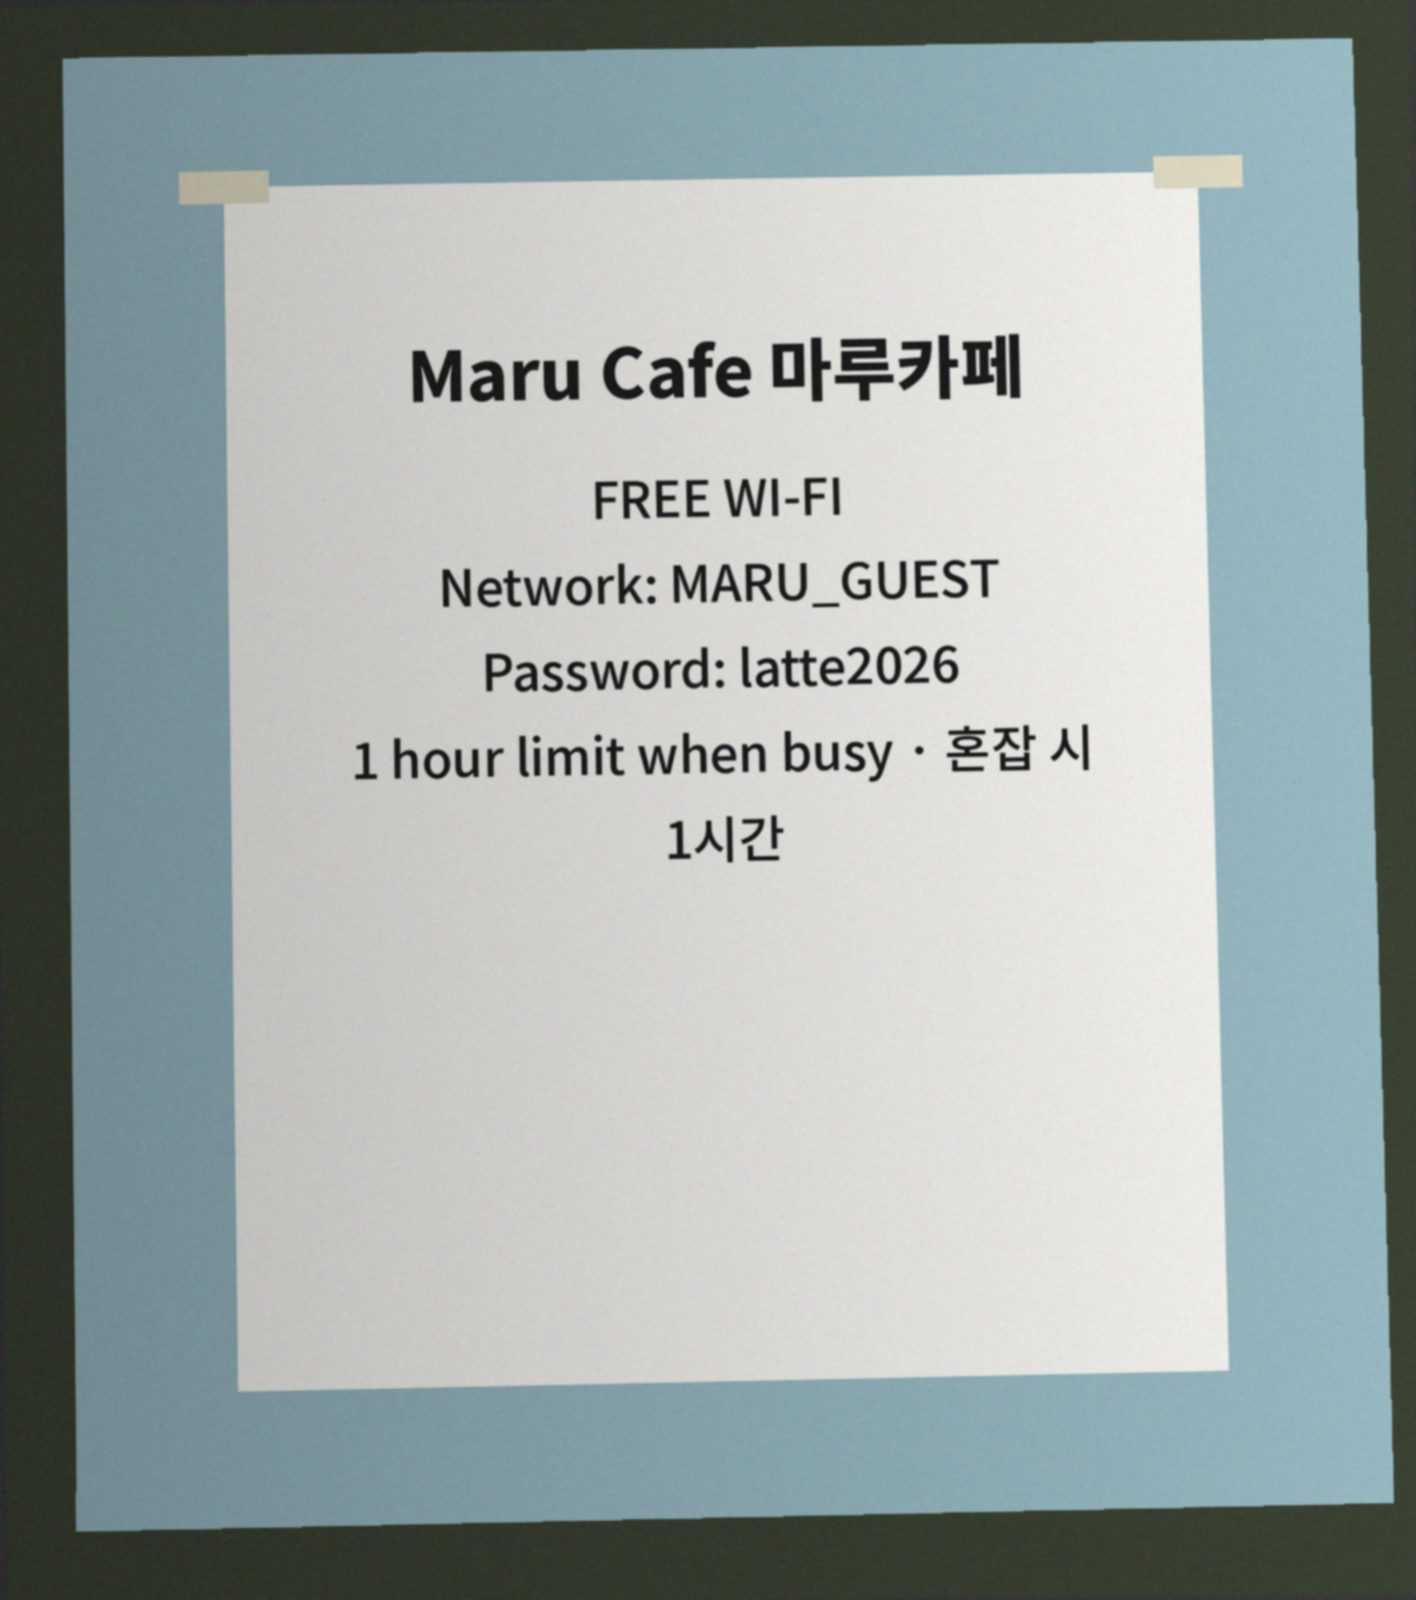 Maru Cafe 마루카페
FREE WI-FI
Network: MARU_GUEST
Password: latte2026
1 hour limit when busy · 혼잡 시
1시간